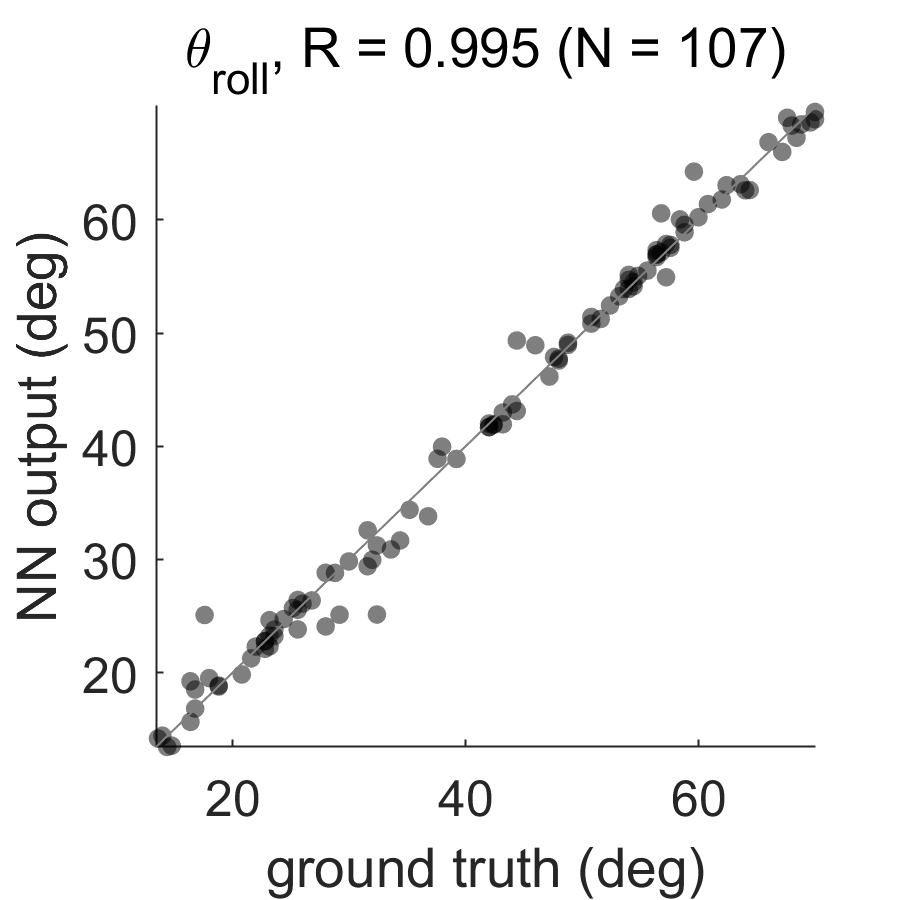 θroll, R = 0.995 (N = 107)
60
50
40
30
20
NN output (deg)
20 40 60
ground truth (deg)